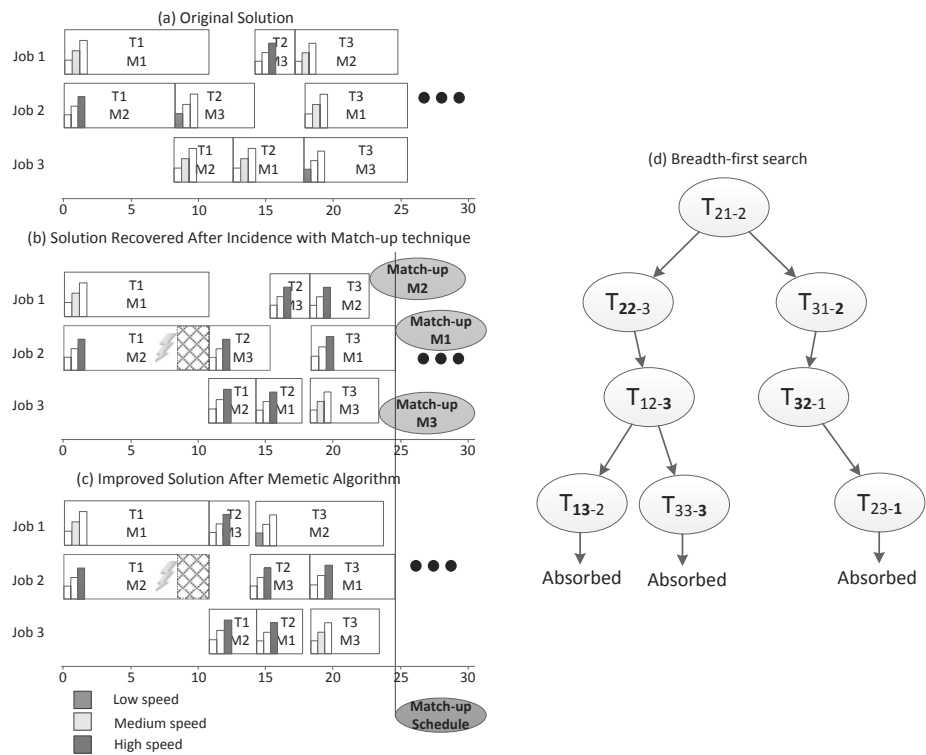 (a) Original Solution
Job 1
T1
M1
T2
M3
T3
M2
Job 2
T1
M2
T2
M3
T3
M1
Job 3
T1
M2
T2
M1
T3
M3
0 5 10 15 20 25 30
(b) Solution Recovered After Incidence with Match-up technique
Job 1
T1
M1
T2
M3
T3
M2
Match-up
M2
Job 2
T1
M2
T2
M3
T3
M1
Match-up
M1
Job 3
T1
M2
T2
M1
T3
M3
Match-up
M3
0 5 10 15 20 25 30
(c) Improved Solution After Memetic Algorithm
Job 1
T1
M1
T2
M3
T3
M2
Job 2
T1
M2
T2
M3
T3
M1
Job 3
T1
M2
T2
M1
T3
M3
0 5 10 15 20 25 30
Match-up
Schedule
Low speed
Medium speed
High speed
(d) Breadth-first search
T21-2
T22-3 T31-2
T12-3 T32-1
T13-2 T33-3 T23-1
Absorbed Absorbed Absorbed